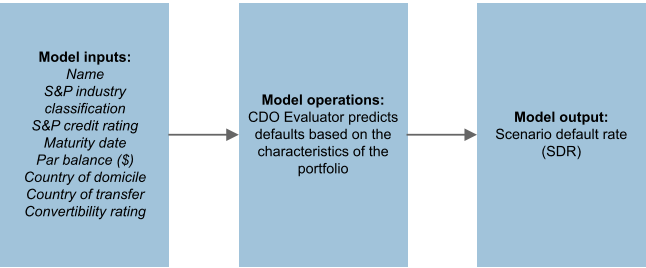 Model inputs:
Name
S&P industry
classification
S&P credit rating
Maturity date
Par balance ($)
Country of domicile
Country of transfer
Convertibility rating
Model operations:
CDO Evaluator predicts
defaults based on the
characteristics of the
portfolio
Model output:
Scenario default rate
(SDR)